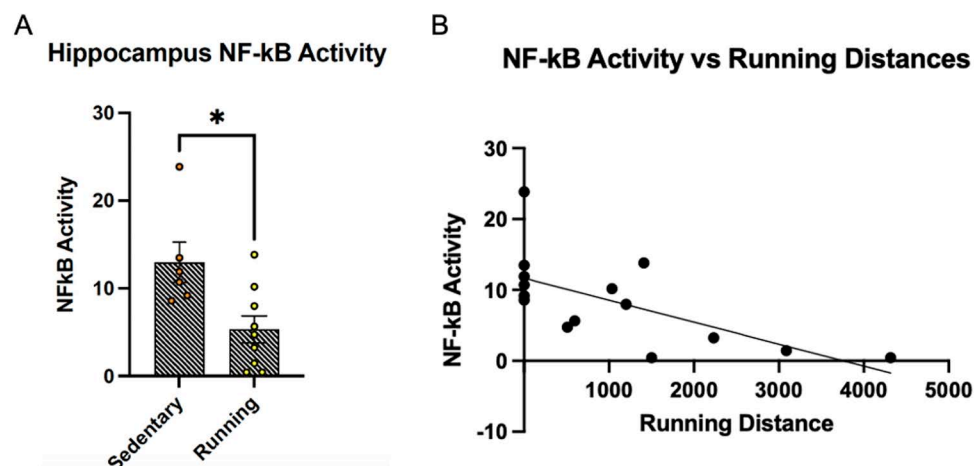 A
Hippocampus NF-kB Activity
30
20
10
0
NFkB Activity
*
Sedentary
Running
B
NF-kB Activity vs Running Distances
30
20
10
0
-10
NF-kB Activity
1000 2000 3000 4000 5000
Running Distance